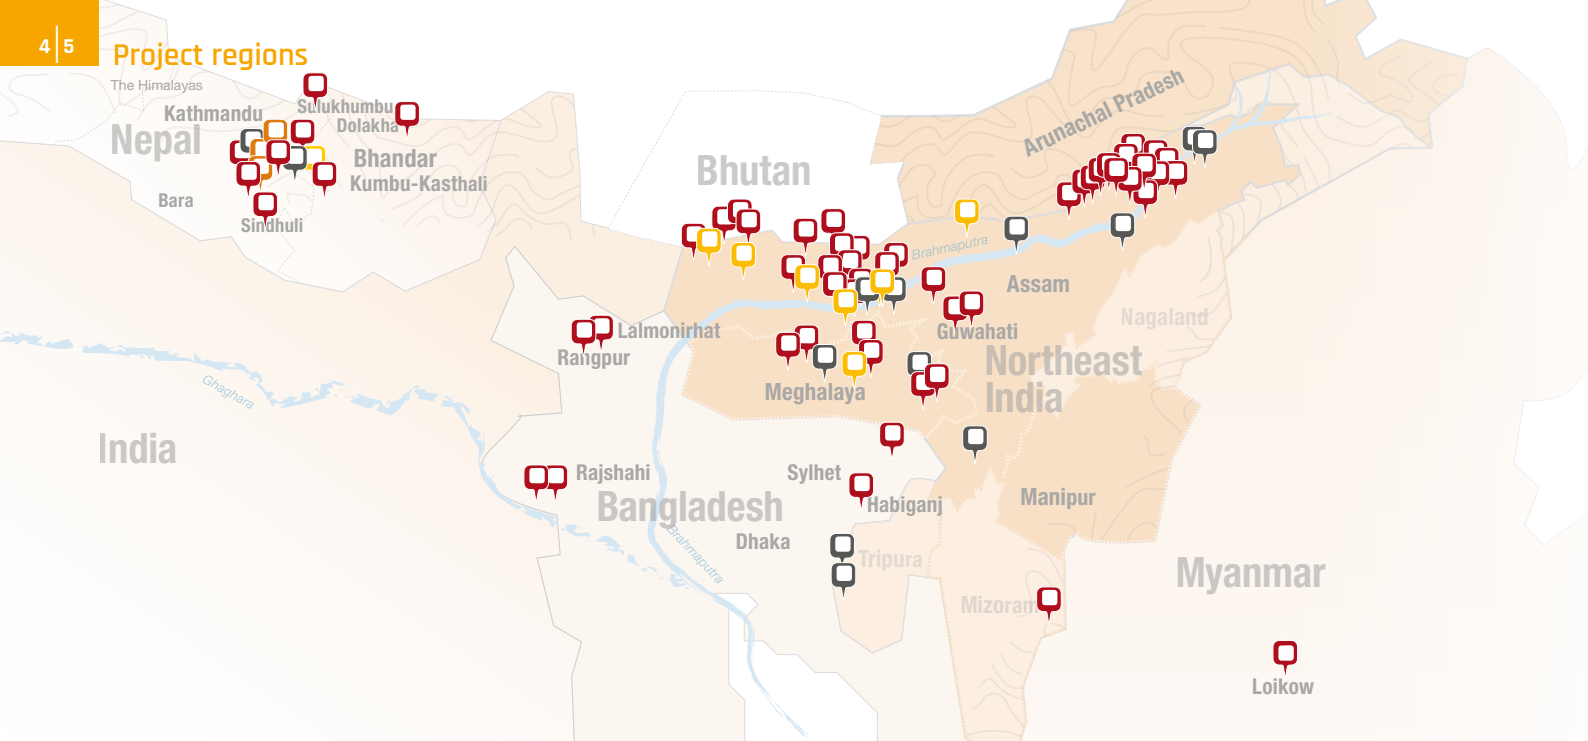 4 | 5
Project regions
The Himalayas
Kathmandu
Sulukhumbu
Dolakha
Nepal
Bhandar
Kumbu-Kasthali
Bara
Sindhuli
Bhutan
Arunachal Pradesh
Brahmaputra
Assam
Nagaland
Lalmonirhat
Rangpur
Guwahati
Northeast
India
Meghalaya
Ghaghara
India
Rajshahi
Sylhet
Bangladesh
Habiganj
Manipur
Dhaka
Brahmaputra
Tripura
Myanmar
Mizoram
Loikow